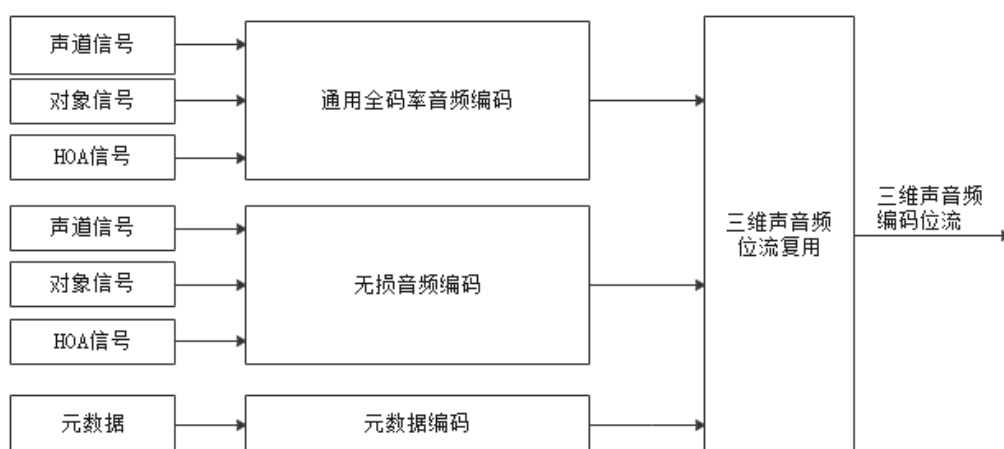 声道信号
对象信号
HOA信号
通用全码率音频编码
声道信号
对象信号
HOA信号
无损音频编码
元数据
元数据编码
三维声音频
位流复用
三维声音频
编码位流